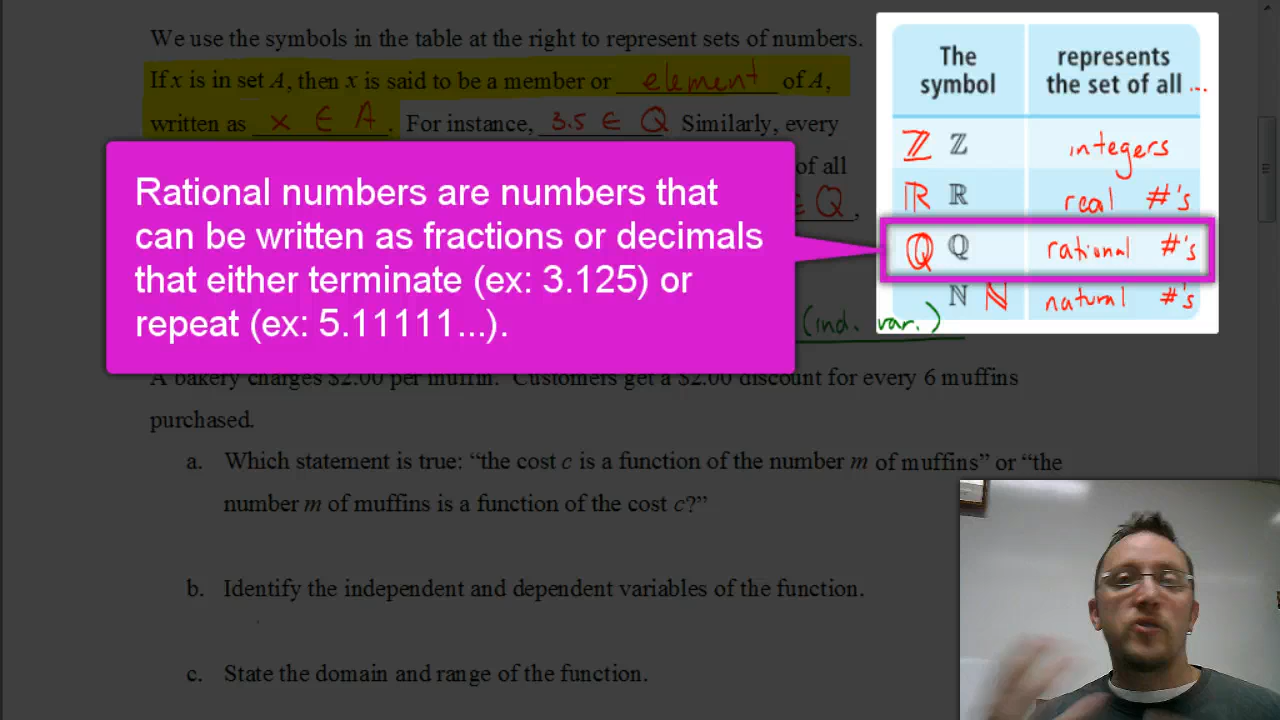 We use the symbols in the table at the right to represent sets of numbers.
If x is in set A, then x is said to be a member or element of A,
written as x ∈ A. For instance, 3.5 ∈ Q Similarly, every
of all
∈ Q,
Rational numbers are numbers that
can be written as fractions or decimals
that either terminate (ex: 3.125) or
repeat (ex: 5.11111...).
The symbol
represents the set of all ...
ℤ ℤ integers
ℝ ℝ real #'s
ℚ ℚ rational #'s
ℕ ℕ natural #'s
(ind. var.)
A bakery charges $2.00 per muffin. Customers get a $2.00 discount for every 6 muffins
purchased.
a. Which statement is true: “the cost c is a function of the number m of muffins” or “the
number m of muffins is a function of the cost c?”
b. Identify the independent and dependent variables of the function.
c. State the domain and range of the function.